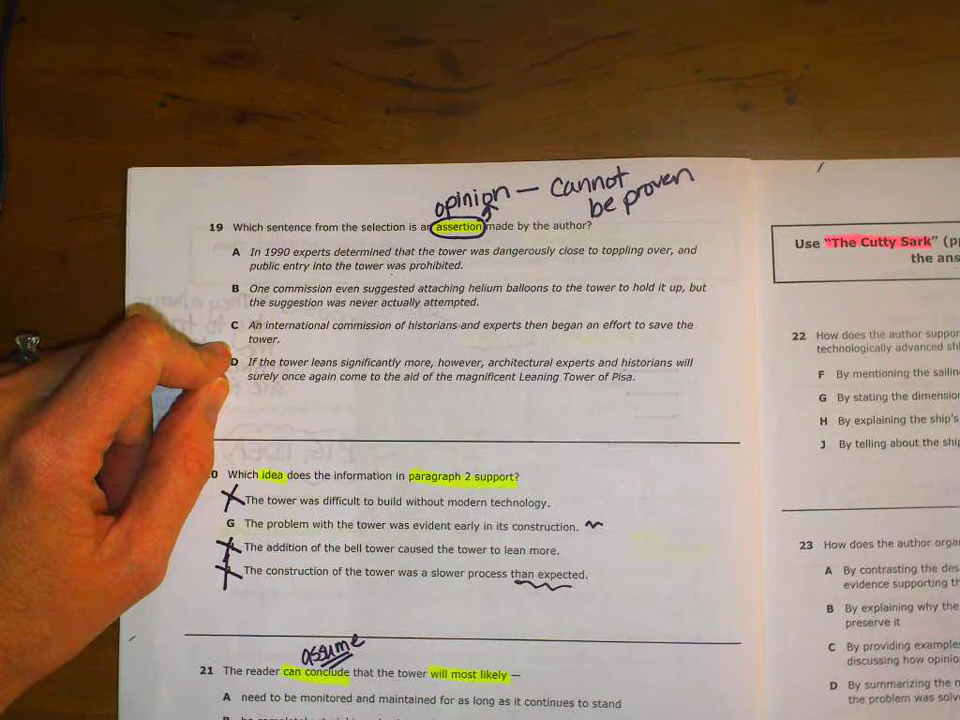 opinion — Cannot
be proven
19 Which sentence from the selection is an assertion made by the author?
A In 1990 experts determined that the tower was dangerously close to toppling over, and
public entry into the tower was prohibited.
B One commission even suggested attaching helium balloons to the tower to hold it up, but
the suggestion was never actually attempted.
C An international commission of historians and experts then began an effort to save the
tower.
D If the tower leans significantly more, however, architectural experts and historians will
surely once again come to the aid of the magnificent Leaning Tower of Pisa.
0 Which idea does the information in paragraph 2 support?
The tower was difficult to build without modern technology.
G The problem with the tower was evident early in its construction.
The addition of the bell tower caused the tower to lean more.
The construction of the tower was a slower process than expected.
assume
21 The reader can conclude that the tower will most likely —
A need to be monitored and maintained for as long as it continues to stand
Use "The Cutty Sark"
the ans
22 How does the author suppor
technologically advanced shi
F By mentioning the sailin
G By stating the dimension
H By explaining the ship's
J By telling about the ship
23 How does the author orga
A By contrasting the des
evidence supporting th
B By explaining why the
preserve it
C By providing example
discussing how opinio
D By summarizing the
the problem was solv